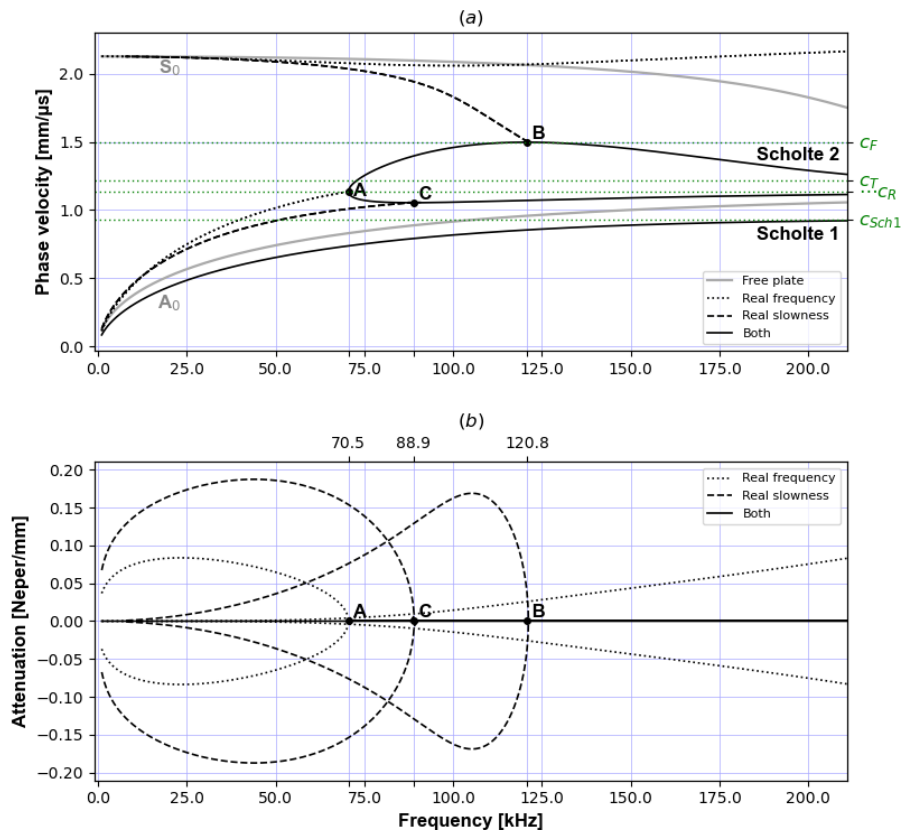 (a)
Phase velocity [mm/µs]
2.0
1.5
1.0
0.5
0.0
S0
A0
A
B
C
Scholte 2
Scholte 1
cF
cT
cR
cSch1
Free plate
Real frequency
Real slowness
Both
0.0 25.0 50.0 75.0 100.0 125.0 150.0 175.0 200.0
(b)
70.5 88.9 120.8
Attenuation [Neper/mm]
0.20
0.15
0.10
0.05
0.00
−0.05
−0.10
−0.15
−0.20
A C B
Real frequency
Real slowness
Both
0.0 25.0 50.0 75.0 100.0 125.0 150.0 175.0 200.0
Frequency [kHz]